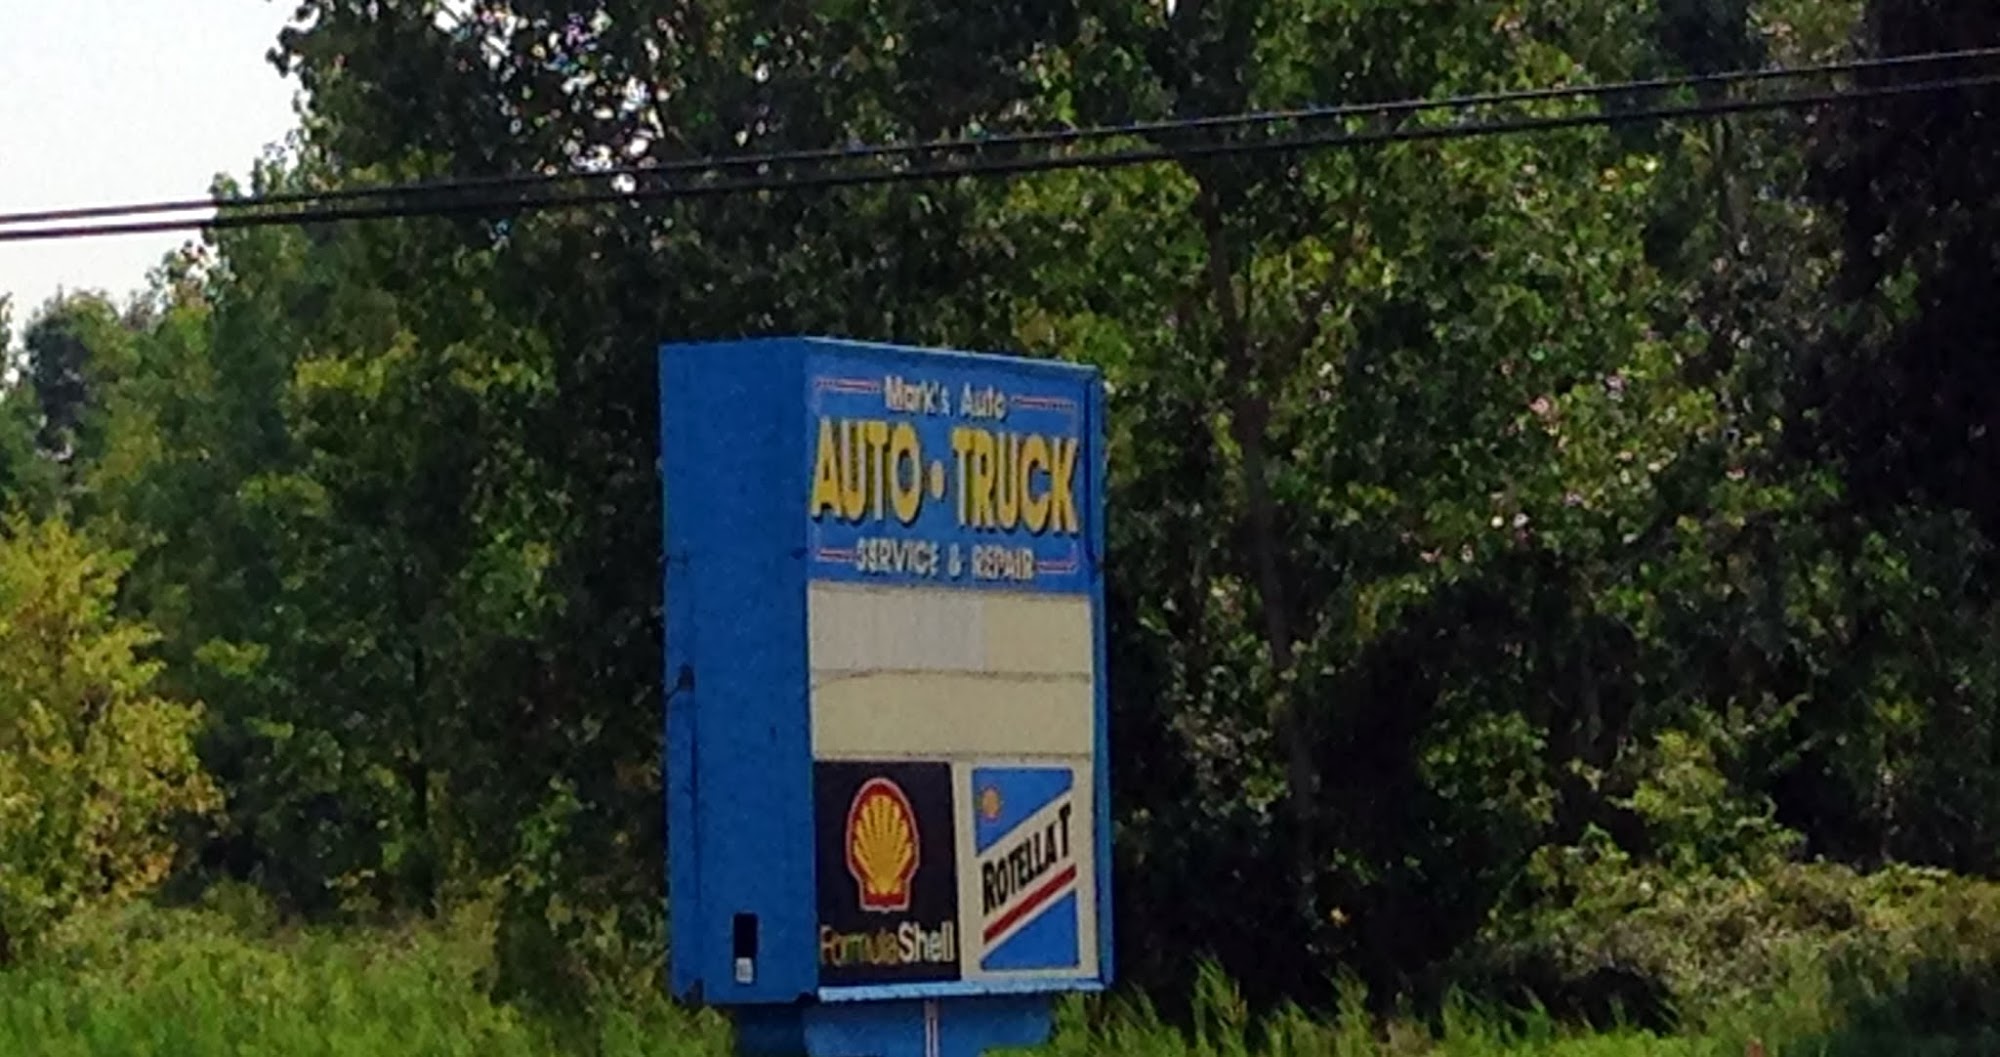 Mark's Auto
AUTO • TRUCK
SERVICE & REPAIR
FormulaShell
ROTELLA T